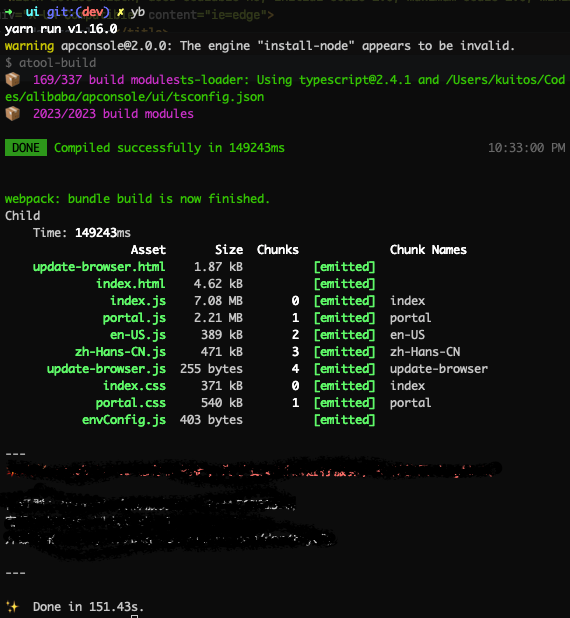 → ui git:(dev) ✗ yb
yarn run v1.16.0
warning apconsole@2.0.0: The engine "install-node" appears to be invalid.
$ atool-build
📦 169/337 build modulests-loader: Using typescript@2.4.1 and /Users/kuitos/Cod
es/alibaba/apconsole/ui/tsconfig.json
📦 2023/2023 build modules
DONE Compiled successfully in 149243ms 10:33:00 PM
webpack: bundle build is now finished.
Child
Time: 149243ms
Asset Size Chunks Chunk Names
update-browser.html 1.87 kB [emitted]
index.html 4.62 kB [emitted]
index.js 7.08 MB 0 [emitted] index
portal.js 2.21 MB 1 [emitted] portal
en-US.js 389 kB 2 [emitted] en-US
zh-Hans-CN.js 471 kB 3 [emitted] zh-Hans-CN
update-browser.js 255 bytes 4 [emitted] update-browser
index.css 371 kB 0 [emitted] index
portal.css 540 kB 1 [emitted] portal
envConfig.js 403 bytes [emitted]
---
---
✨ Done in 151.43s.